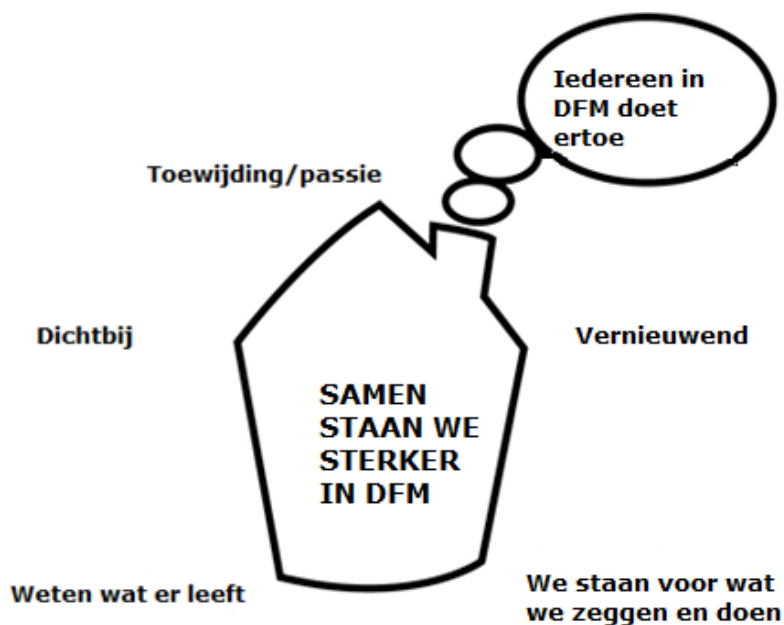 Iedereen in
DFM doet
ertoe
Toewijding/passie
Dichtbij
Vernieuwend
SAMEN
STAAN WE
STERKER
IN DFM
Weten wat er leeft
We staan voor wat
we zeggen en doen